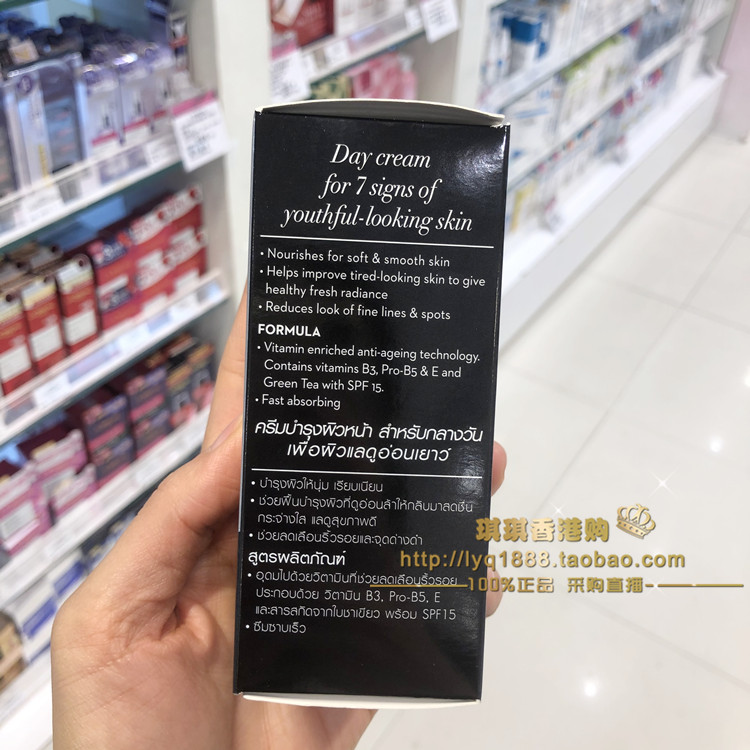 Day cream
for 7 signs of
youthful-looking skin
• Nourishes for soft & smooth skin
• Helps improve tired-looking skin to give
healthy fresh radiance
• Reduces look of fine lines & spots
FORMULA
• Vitamin enriched anti-ageing technology.
Contains vitamins B3, Pro-B5 & E and
Green Tea with SPF 15.
• Fast absorbing
ครีมบำรุงผิวหน้า สำหรับกลางวัน
เพื่อผิวแลดูอ่อนเยาว์
• บำรุงผิวให้นุ่ม เรียบเนียน
• ช่วยฟื้นบำรุงผิวที่ดูอ่อนล้าให้กลับมาสดชื่น
กระจ่างใส แลดูสุขภาพดี
• ช่วยลดเลือนริ้วรอยและจุดด่างดำ
สูตรผลิตภัณฑ์
• อุดมไปด้วยวิตามินที่ช่วยลดเลือนริ้วรอย
ประกอบด้วย วิตามิน B3, Pro-B5, E
และสารสกัดจากใบชาเขียว พร้อม SPF15
• ซึมซาบเร็ว
琪琪香港购
http://lyq1888.taobao.com
100%正品 采购直播